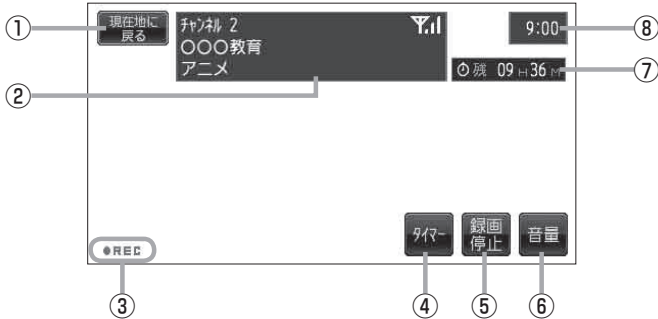 ①
現在地に
戻る
チャンネル 2
○○○教育
アニメ
9:00
⑧
②
残 09 H 36 M
⑦
●REC
タイマー
録画
停止
音量
③
④
⑤
⑥